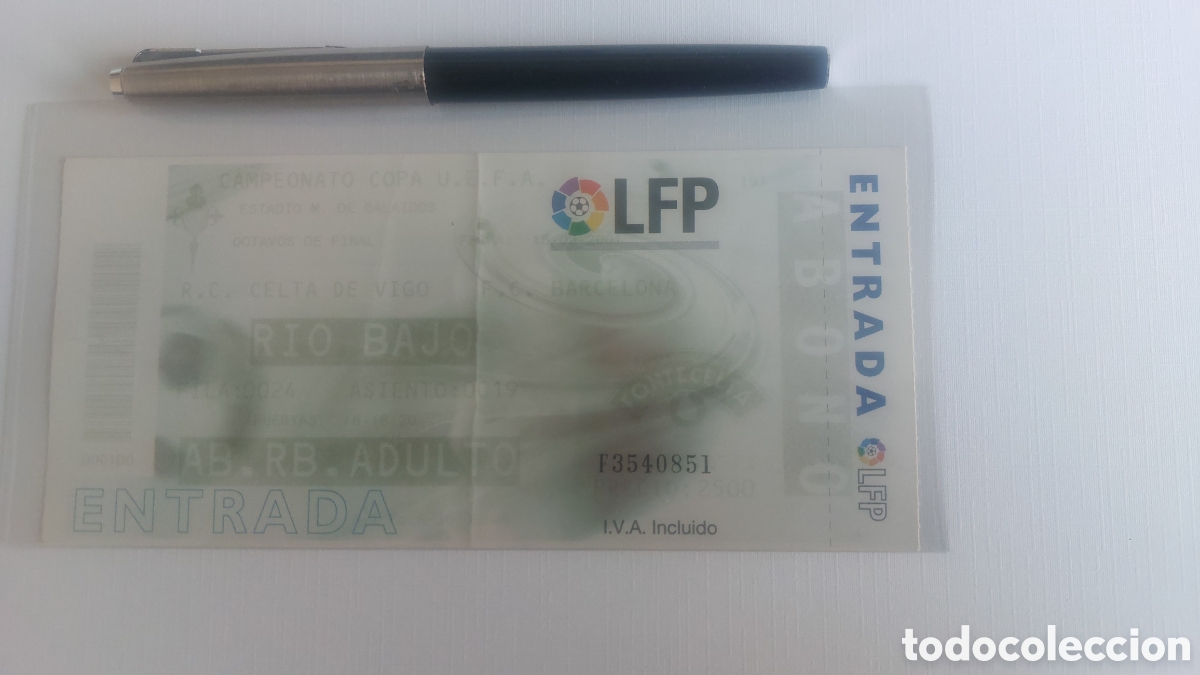 CAMPEONATO COPA U.E.F.A.
ESTADIO M. DE BALAIDOS
OCTAVOS DE FINAL
R.C. CELTA DE VIGO F.C. BARCELONA
RIO BAJO
FILA:0024 ASIENTO:
AB.RB.ADULTO
ENTRADA
LFP
F3540851
I.V.A. Incluido
ABONO
ENTRADA
LFP
todocoleccion